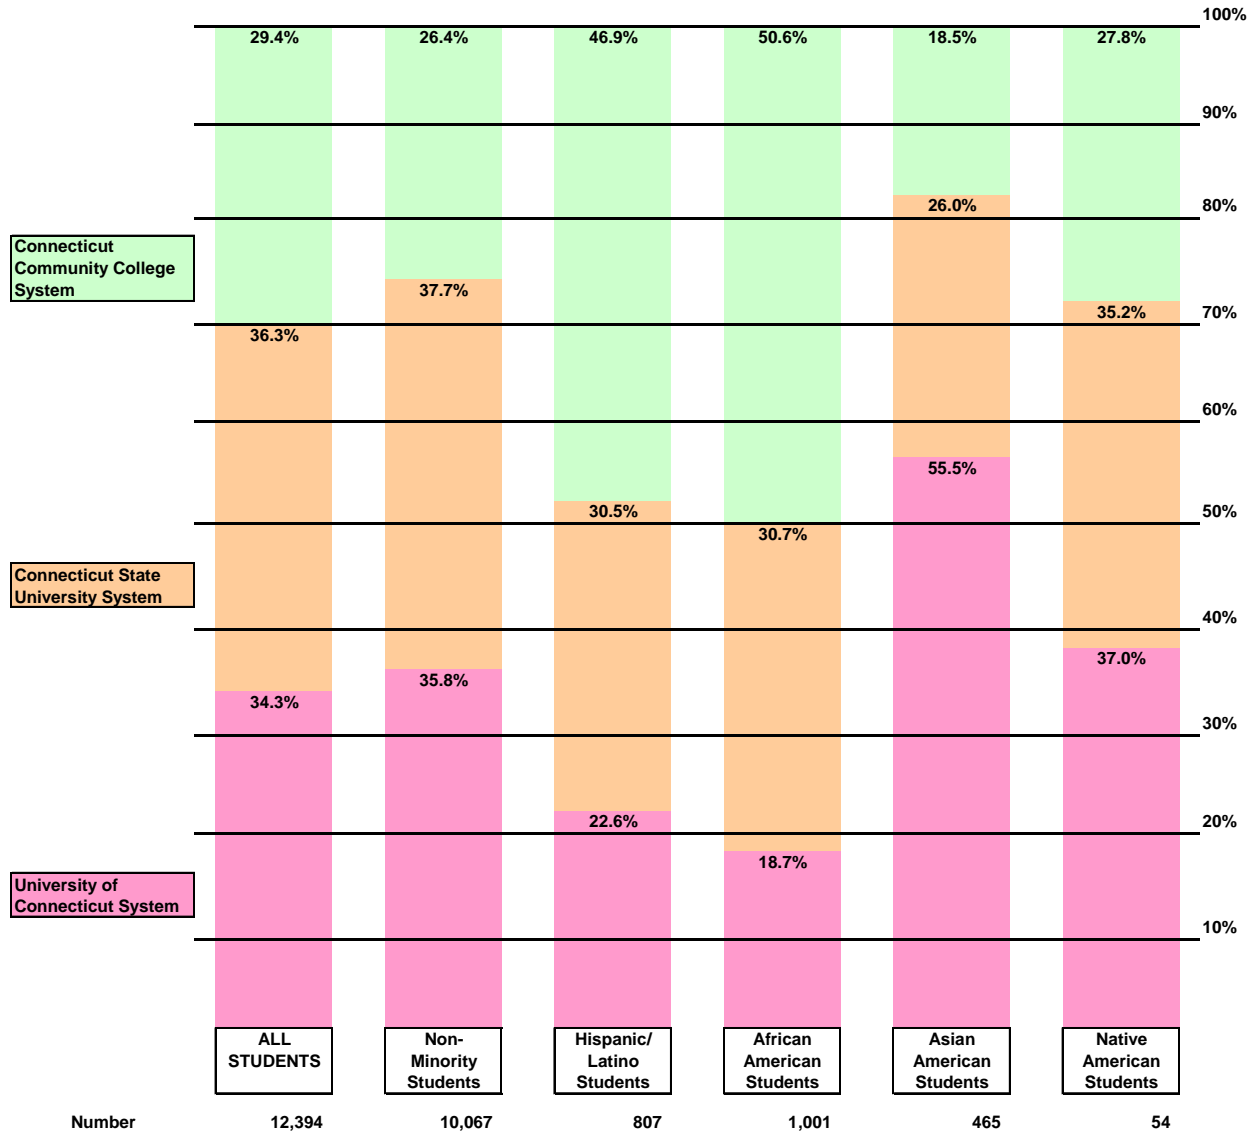 100%
29.4% 26.4% 46.9% 50.6% 18.5% 27.8%
90%
26.0% 80%
Connecticut
Community College
System
37.7%
35.2% 70%
36.3%
60%
55.5%
30.5% 50%
30.7%
Connecticut State
University System
40%
37.0%
35.8%
34.3%
30%
22.6% 20%
18.7%
University of
Connecticut System
10%
ALL
STUDENTS
Non-
Minority
Students
Hispanic/
Latino
Students
African
American
Students
Asian
American
Students
Native
American
Students
Number 12,394 10,067 807 1,001 465 54